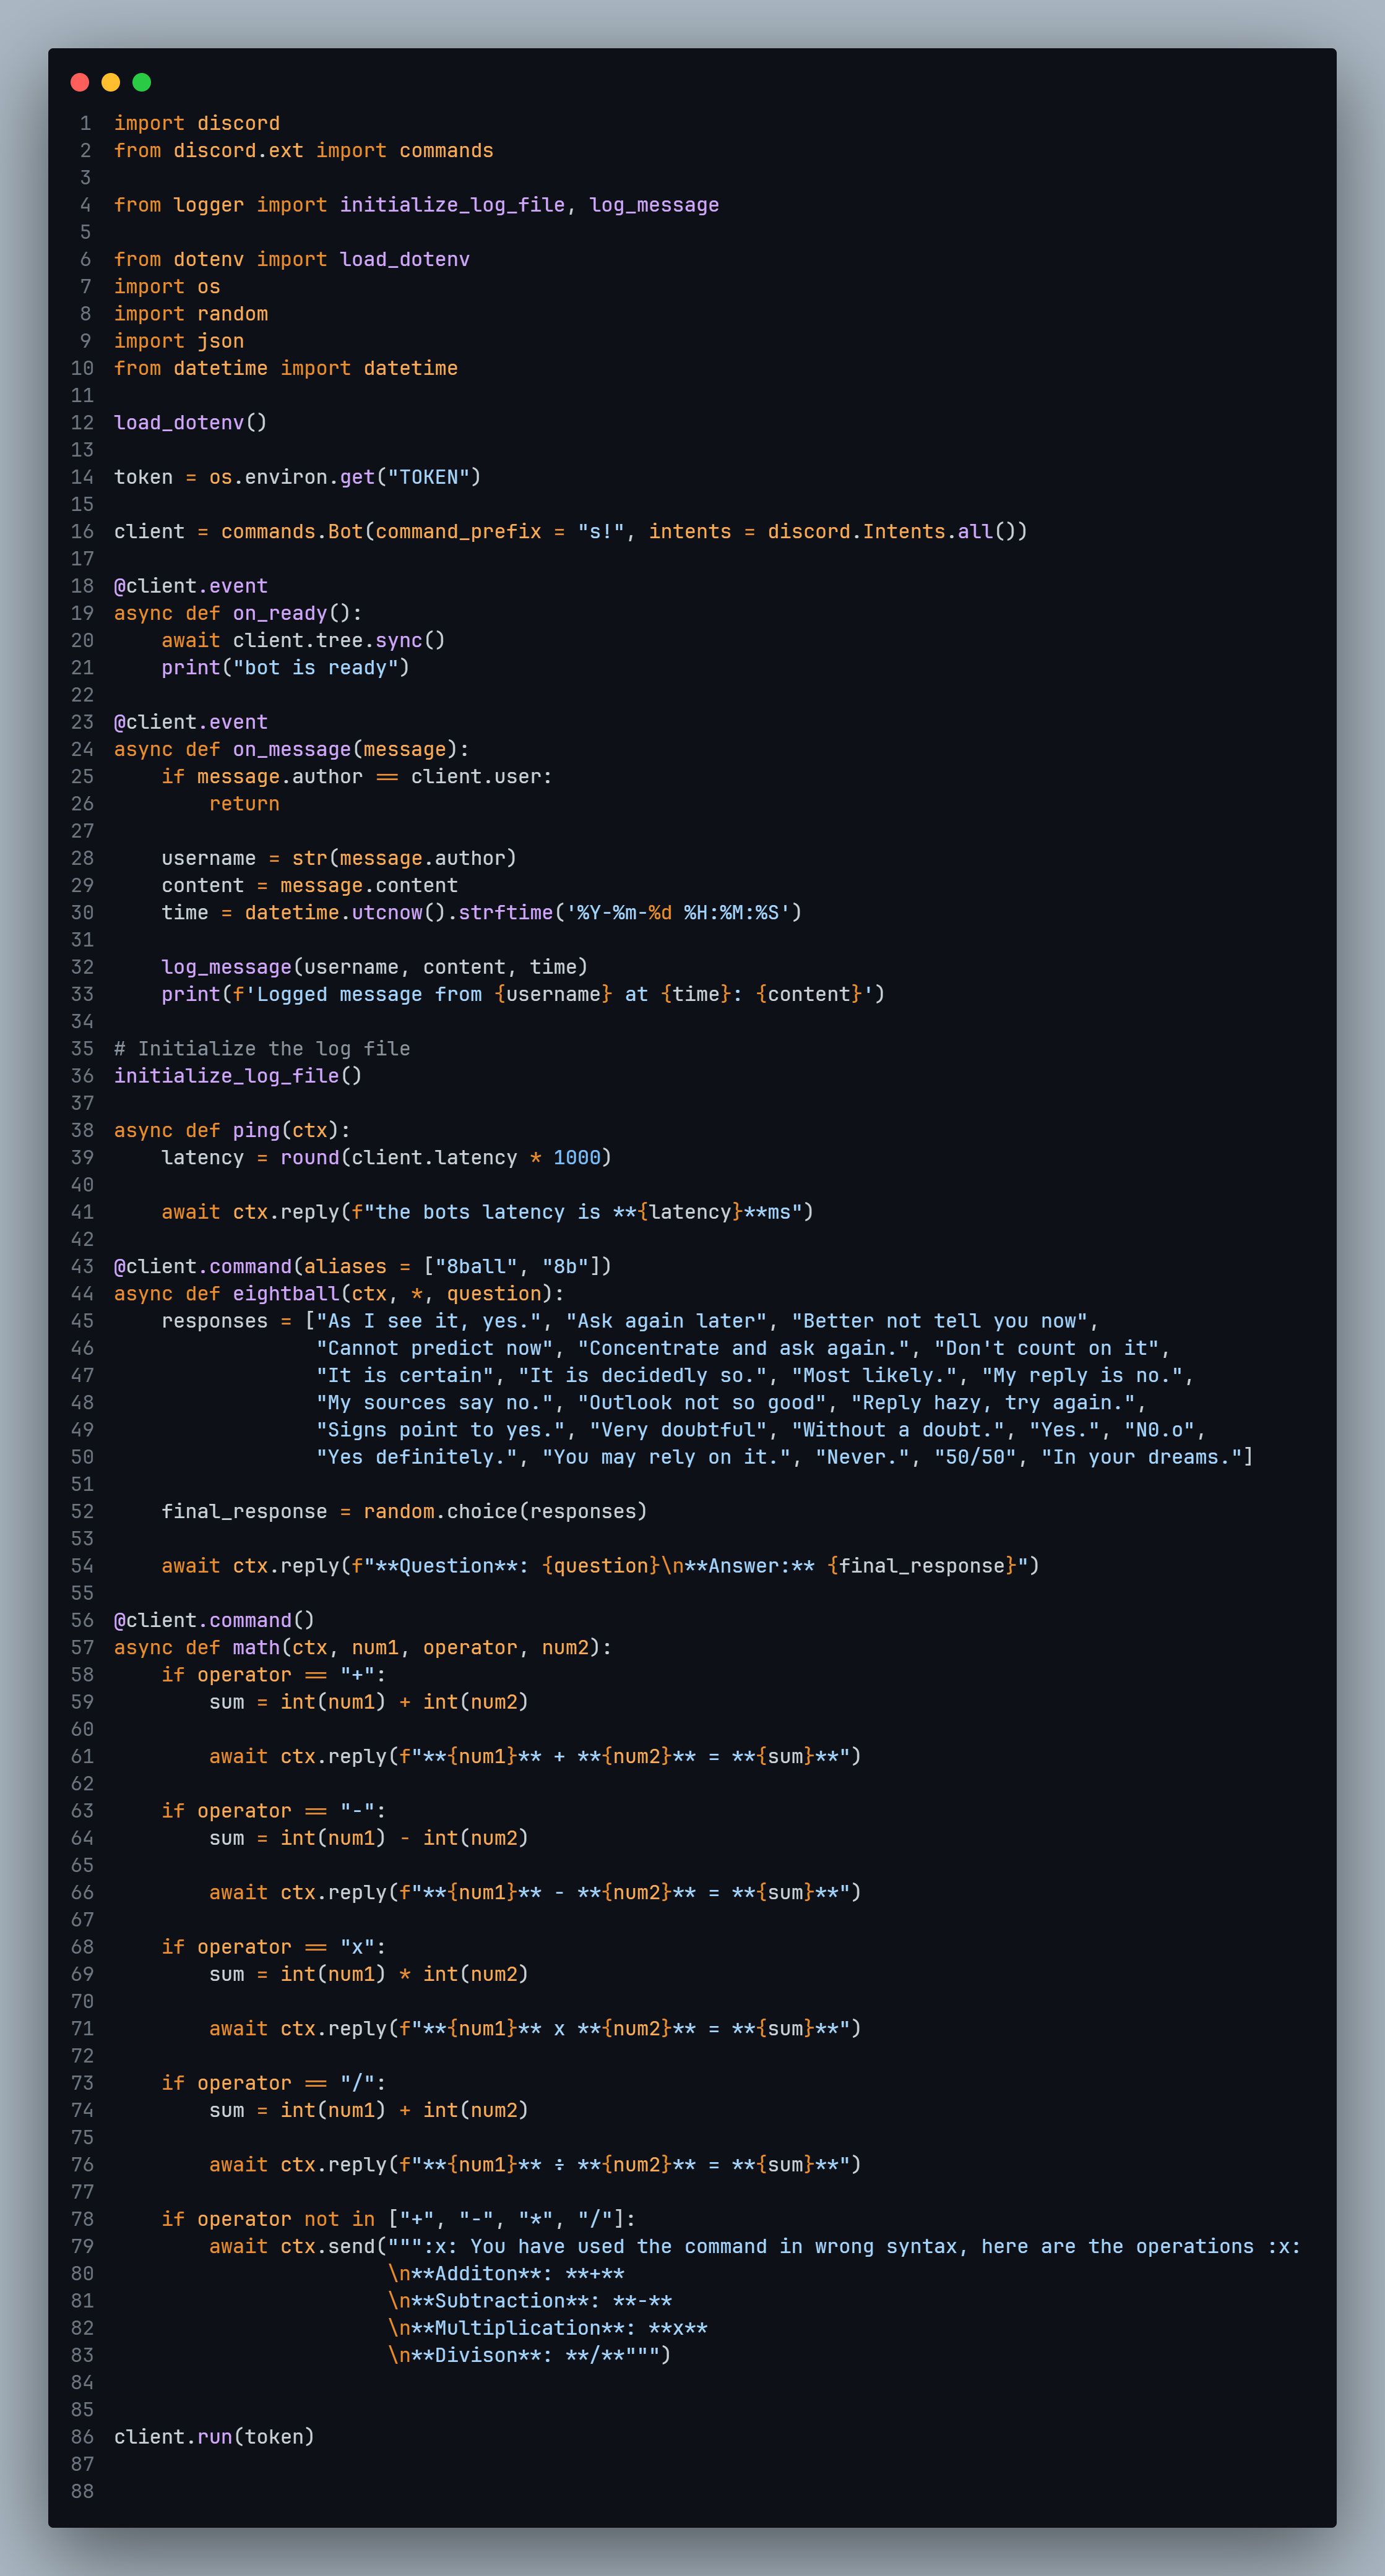 1 import discord
2 from discord.ext import commands
3
4 from logger import initialize_log_file, log_message
5
6 from dotenv import load_dotenv
7 import os
8 import random
9 import json
10 from datetime import datetime
11
12 load_dotenv()
13
14 token = os.environ.get("TOKEN")
15
16 client = commands.Bot(command_prefix = "s!", intents = discord.Intents.all())
17
18 @client.event
19 async def on_ready():
20     await client.tree.sync()
21     print("bot is ready")
22
23 @client.event
24 async def on_message(message):
25     if message.author == client.user:
26         return
27
28     username = str(message.author)
29     content = message.content
30     time = datetime.utcnow().strftime('%Y-%m-%d %H:%M:%S')
31
32     log_message(username, content, time)
33     print(f'Logged message from {username} at {time}: {content}')
34
35 # Initialize the log file
36 initialize_log_file()
37
38 async def ping(ctx):
39     latency = round(client.latency * 1000)
40
41     await ctx.reply(f"the bots latency is **{latency}**ms")
42
43 @client.command(aliases = ["8ball", "8b"])
44 async def eightball(ctx, *, question):
45     responses = ["As I see it, yes.", "Ask again later", "Better not tell you now",
46                  "Cannot predict now", "Concentrate and ask again.", "Don't count on it",
47                  "It is certain", "It is decidedly so.", "Most likely.", "My reply is no.",
48                  "My sources say no.", "Outlook not so good", "Reply hazy, try again.",
49                  "Signs point to yes.", "Very doubtful", "Without a doubt.", "Yes.", "N0.o",
50                  "Yes definitely.", "You may rely on it.", "Never.", "50/50", "In your dreams."]
51
52     final_response = random.choice(responses)
53
54     await ctx.reply(f"**Question**: {question}\n**Answer:** {final_response}")
55
56 @client.command()
57 async def math(ctx, num1, operator, num2):
58     if operator == "+":
59         sum = int(num1) + int(num2)
60
61         await ctx.reply(f"**{num1}** + **{num2}** = **{sum}**")
62
63     if operator == "-":
64         sum = int(num1) - int(num2)
65
66         await ctx.reply(f"**{num1}** - **{num2}** = **{sum}**")
67
68     if operator == "x":
69         sum = int(num1) * int(num2)
70
71         await ctx.reply(f"**{num1}** x **{num2}** = **{sum}**")
72
73     if operator == "/":
74         sum = int(num1) + int(num2)
75
76         await ctx.reply(f"**{num1}** ÷ **{num2}** = **{sum}**")
77
78     if operator not in ["+", "-", "*", "/"]:
79         await ctx.send(""":x: You have used the command in wrong syntax, here are the operations :x:
80                        \n**Additon**: **+**
81                        \n**Subtraction**: **-**
82                        \n**Multiplication**: **x**
83                        \n**Divison**: **/**""")
84
85
86 client.run(token)
87
88